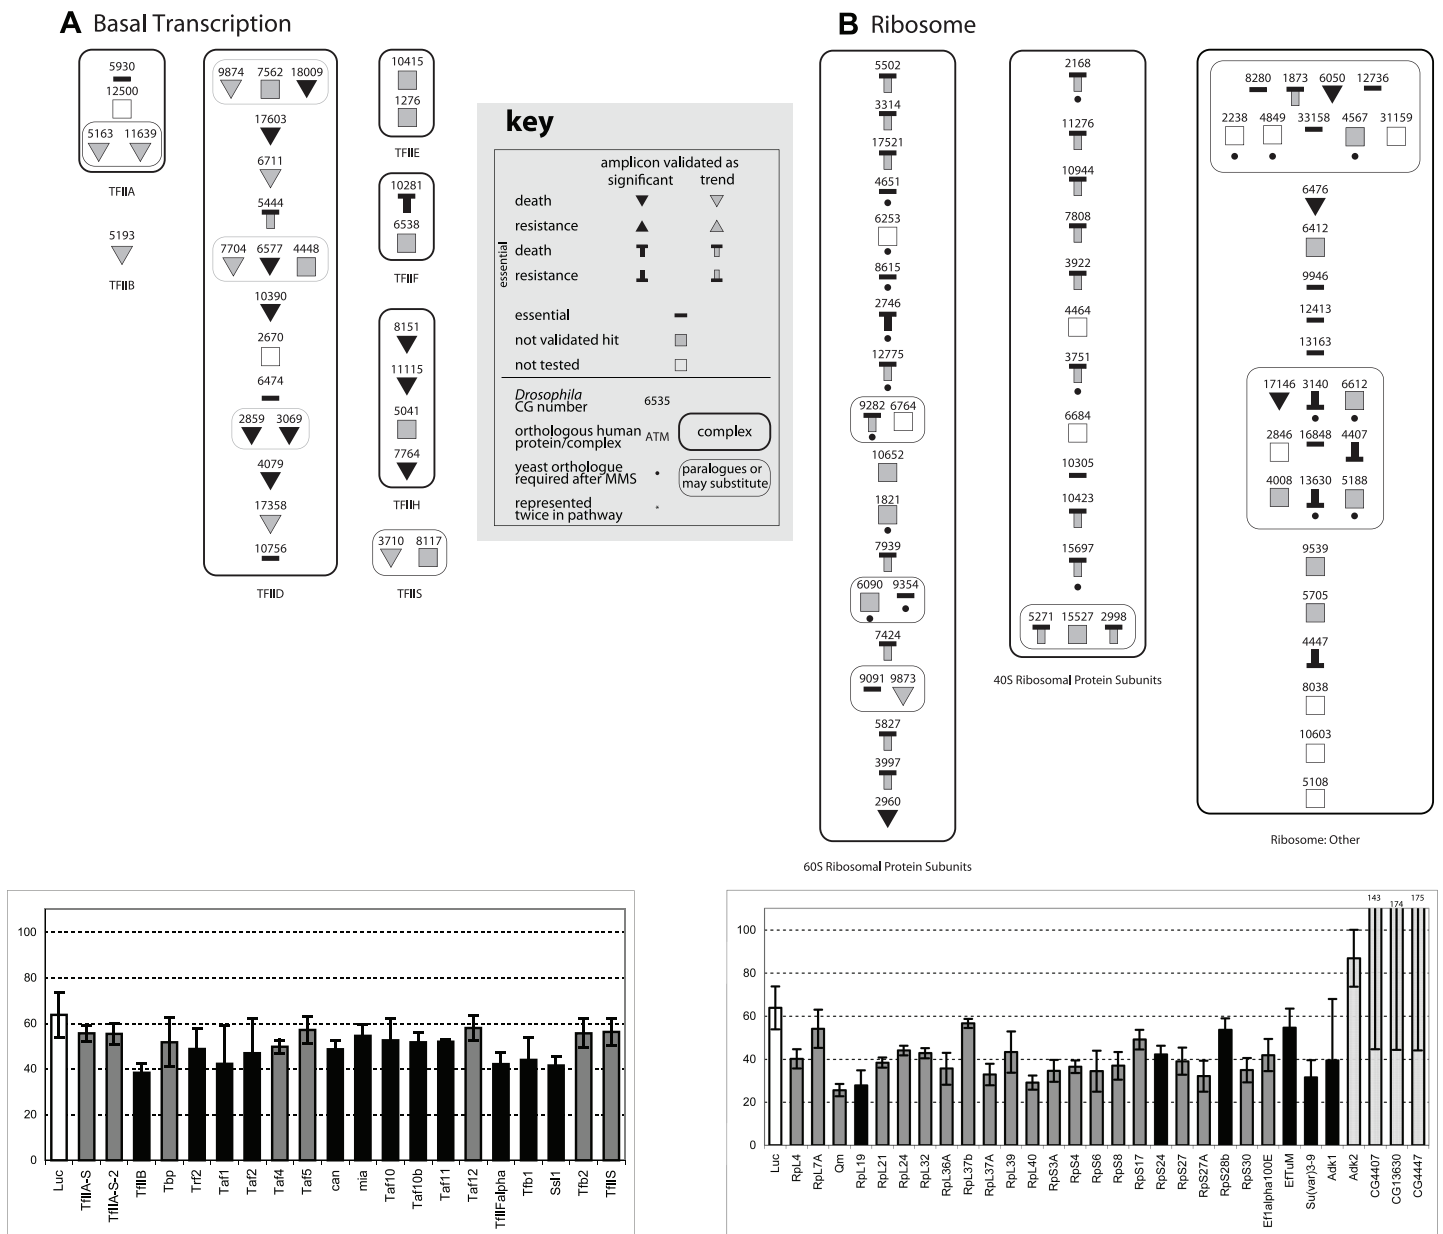 A Basal Transcription
5930
12500
5163 11639
TFIIA
5193
TFIIB
9874 7562 18009
17603
6711
5444
7704 6577 4448
10390
2670
6474
2859 3069
4079
17358
10756
TFIID
10415
1276
TFIIE
10281
6538
TFIIF
8151
11115
5041
7764
TFIIH
3710 8117
TFIIS
key
amplicon validated as
significant trend
death
resistance
essential
death
resistance
essential
not validated hit
not tested
Drosophila
CG number 6535
orthologous human
protein/complex ATM complex
yeast orthologue
required after MMS
paralogues or
may substitute
represented
twice in pathway *
B Ribosome
5502
3314
17521
4651
6253
8615
2746
12775
9282 6764
10652
1821
7939
6090 9354
7424
9091 9873
5827
3997
2960
60S Ribosomal Protein Subunits
2168
11276
10944
7808
3922
4464
3751
6684
10305
10423
15697
5271 15527 2998
40S Ribosomal Protein Subunits
8280 1873 6050 12736
2238 4849 33158 4567 31159
6476
6412
9946
12413
13163
17146 3140 6612
2846 16848 4407
4008 13630 5188
9539
5705
4447
8038
10603
5108
Ribosome: Other
100
80
60
40
20
0
Luc
TfIIA-S
TfIIA-S-2
TfIIB
Tbp
Trf2
Taf1
Taf2
Taf4
Taf5
can
mia
Taf10
Taf10b
Taf11
Taf12
TfIIFalpha
Tfb1
Ssl1
Tfb2
TfIIS
143 174 175
100
80
60
40
20
0
Luc
RpL4
RpL7A
Qm
RpL19
RpL21
RpL24
RpL32
RpL36A
RpL37b
RpL37A
RpL39
RpL40
RpS3A
RpS4
RpS6
RpS8
RpS17
RpS24
RpS27
RpS27A
RpS28b
RpS30
Ef1alpha100E
EfTuM
Su(var)3-9
Adk1
Adk2
CG4407
CG13630
CG4447